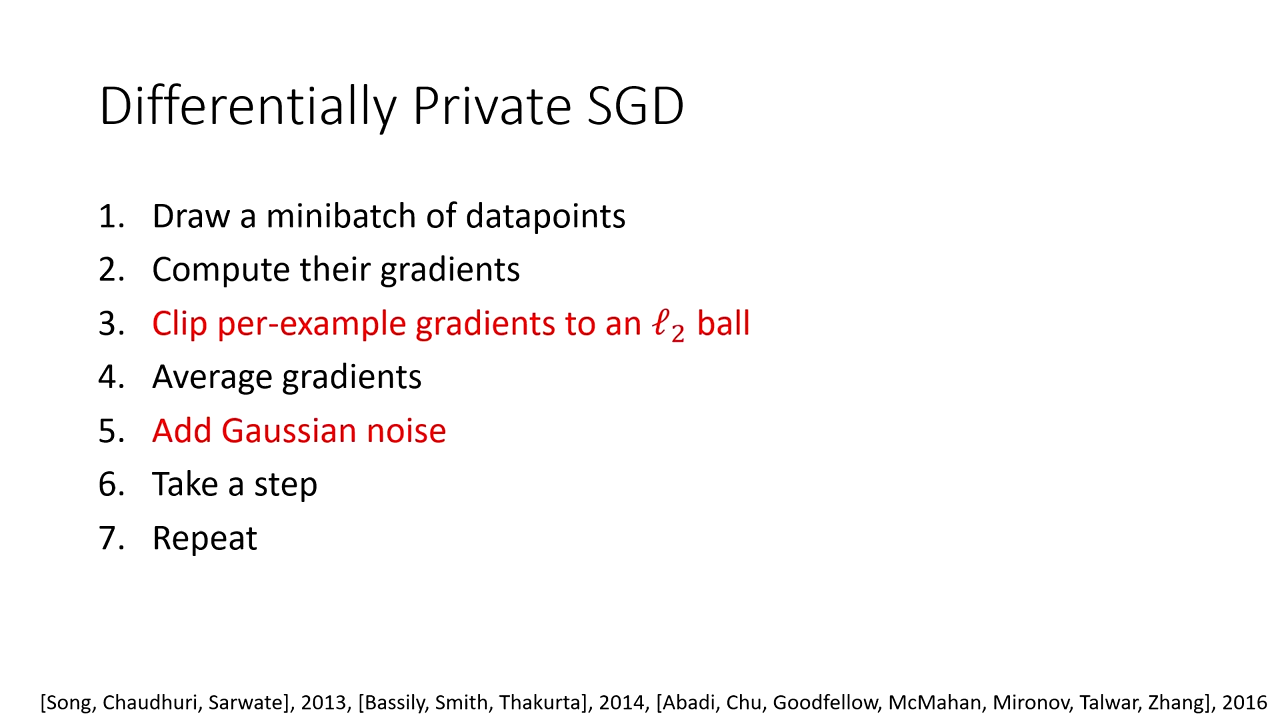 Differentially Private SGD
1. Draw a minibatch of datapoints
2. Compute their gradients
3. Clip per-example gradients to an ℓ₂ ball
4. Average gradients
5. Add Gaussian noise
6. Take a step
7. Repeat
[Song, Chaudhuri, Sarwate], 2013, [Bassily, Smith, Thakurta], 2014, [Abadi, Chu, Goodfellow, McMahan, Mironov, Talwar, Zhang], 2016